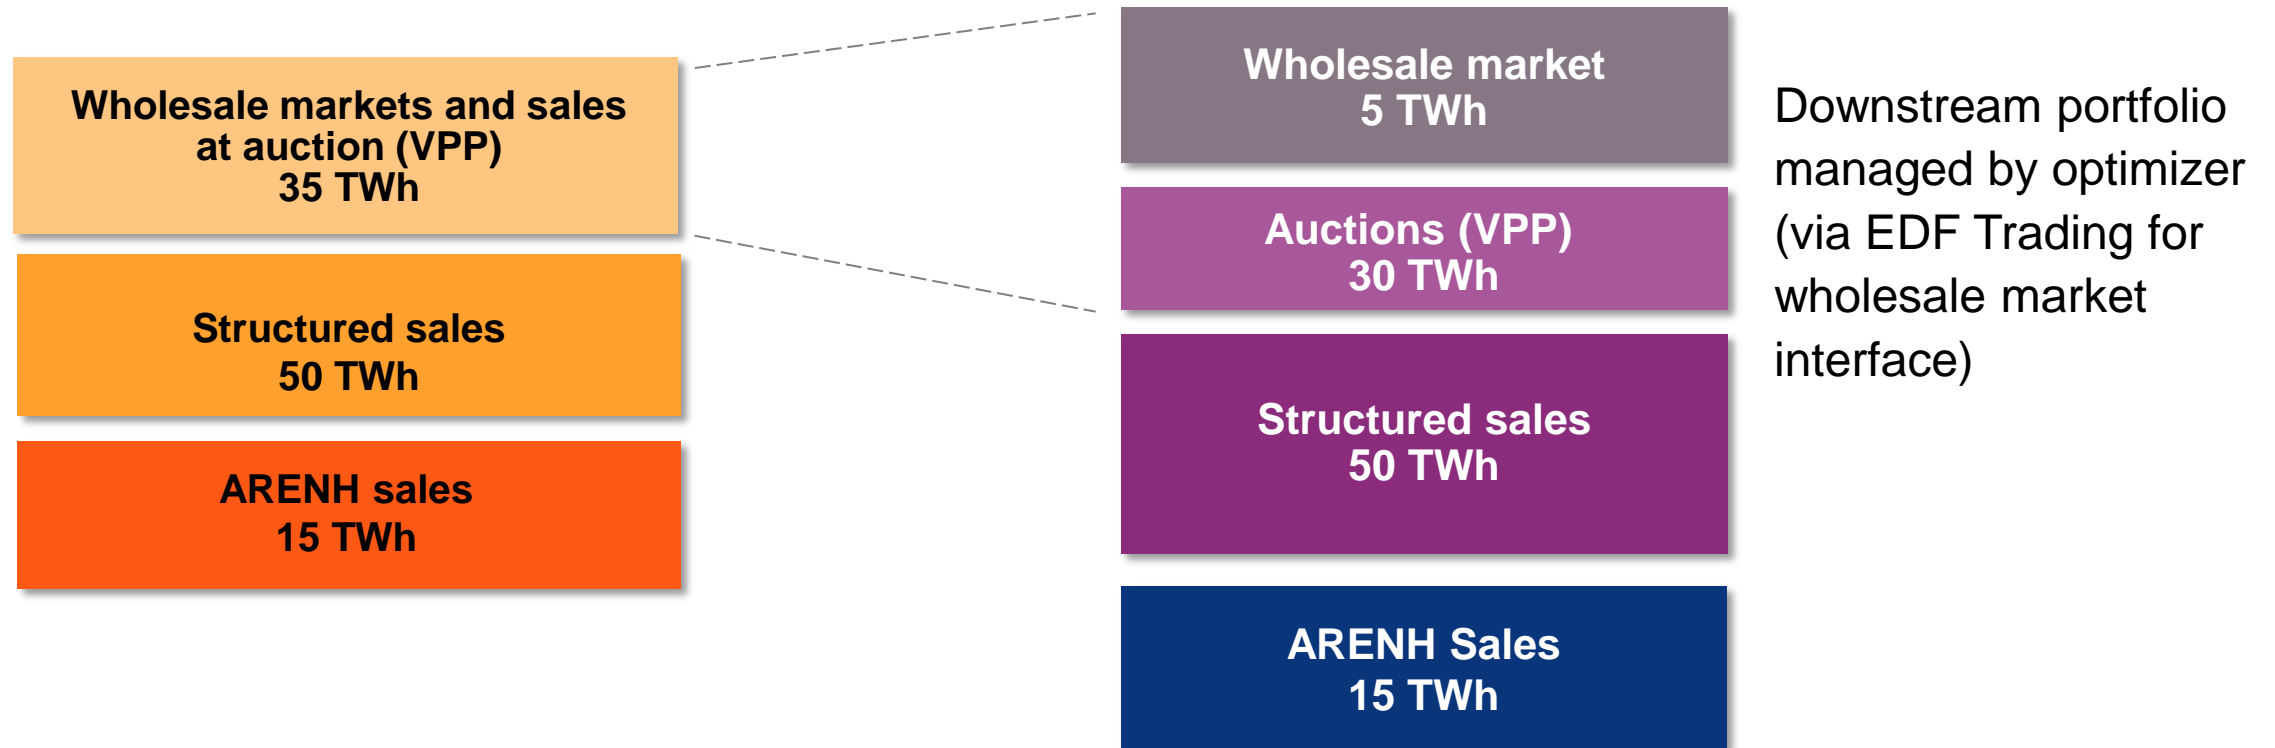 Wholesale markets and sales
at auction (VPP)
35 TWh
Structured sales
50 TWh
ARENH sales
15 TWh
Wholesale market
5 TWh
Auctions (VPP)
30 TWh
Structured sales
50 TWh
ARENH Sales
15 TWh
Downstream portfolio
managed by optimizer
(via EDF Trading for
wholesale market
interface)